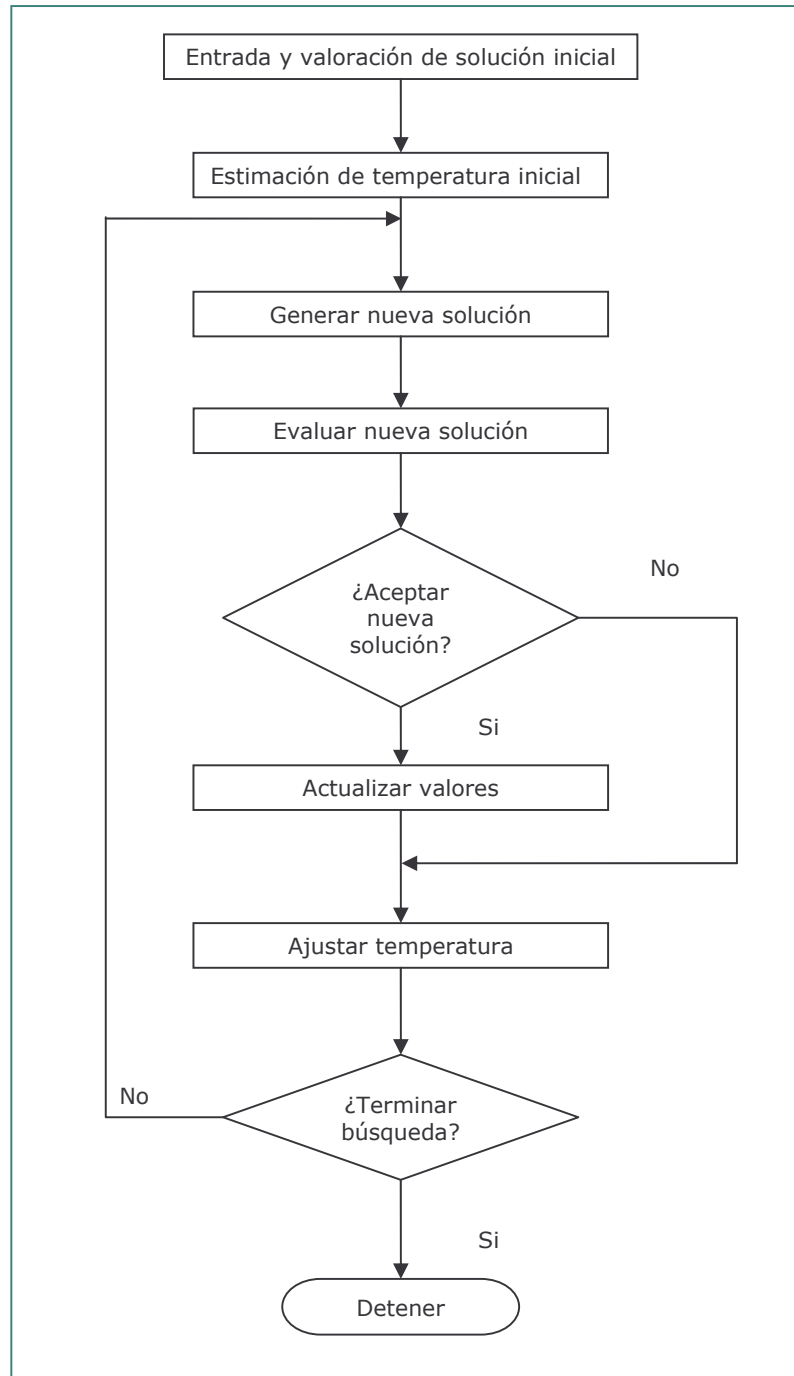 Entrada y valoración de solución inicial
Estimación de temperatura inicial
Generar nueva solución
Evaluar nueva solución
¿Aceptar
nueva
solución?
No
Si
Actualizar valores
Ajustar temperatura
No
¿Terminar
búsqueda?
Si
Detener